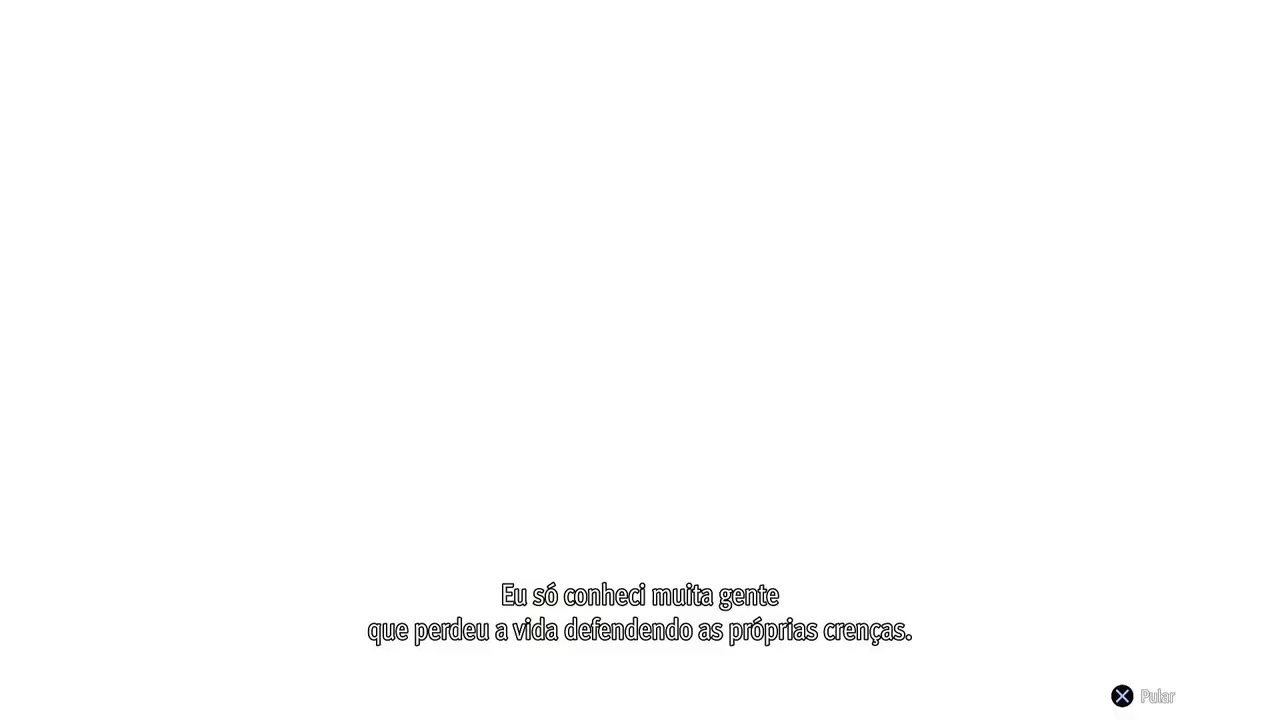 Eu só conheci muita gente
que perdeu a vida defendendo as próprias crenças.
Pular